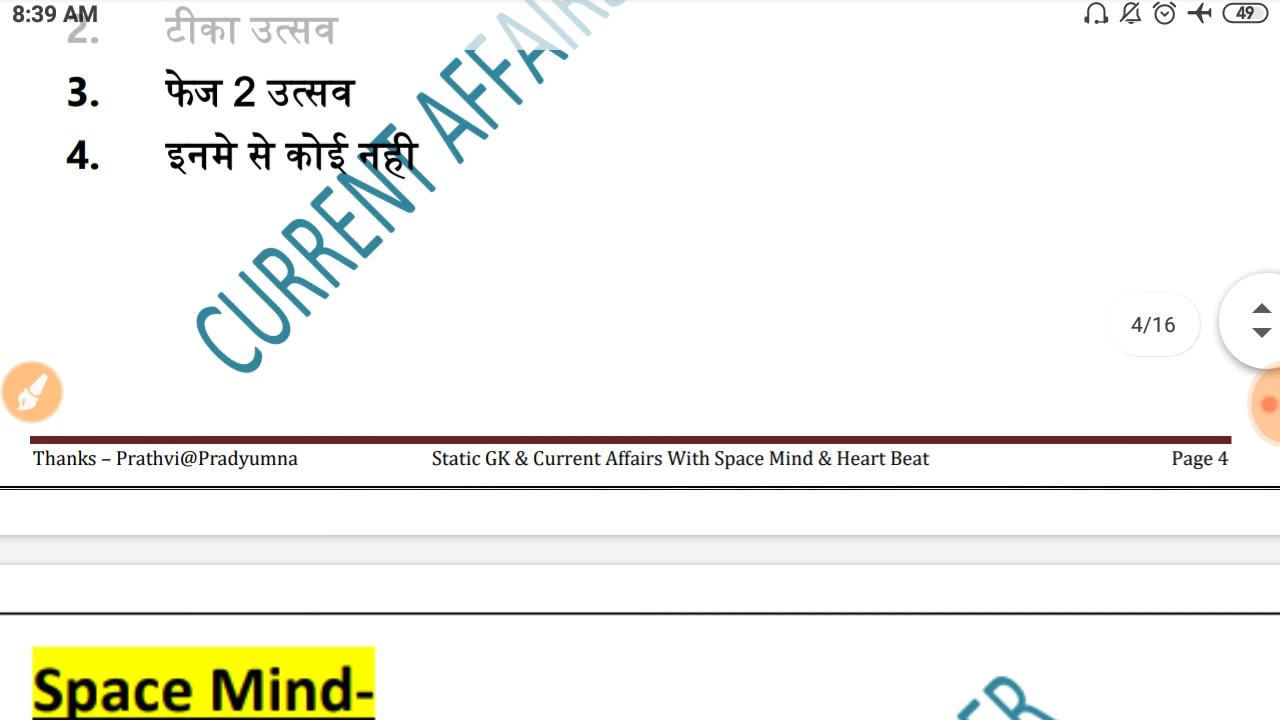 8:39 AM 49
2. टीका उत्सव
3. फेज 2 उत्सव
4. इनमे से कोई नही
CURRENT AFFAIRS
4/16
Thanks – Prathvi@Pradyumna Static GK & Current Affairs With Space Mind & Heart Beat Page 4
Space Mind-